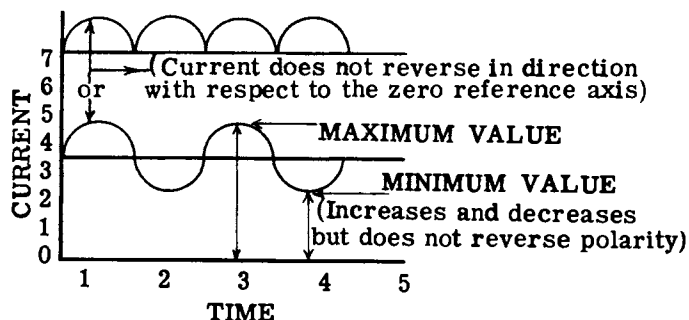 7
(Current does not reverse in direction
6
or with respect to the zero reference axis)
5
MAXIMUM VALUE
4
3
MINIMUM VALUE
2
(Increases and decreases
1
but does not reverse polarity)
0
CURRENT
1 2 3 4 5
TIME